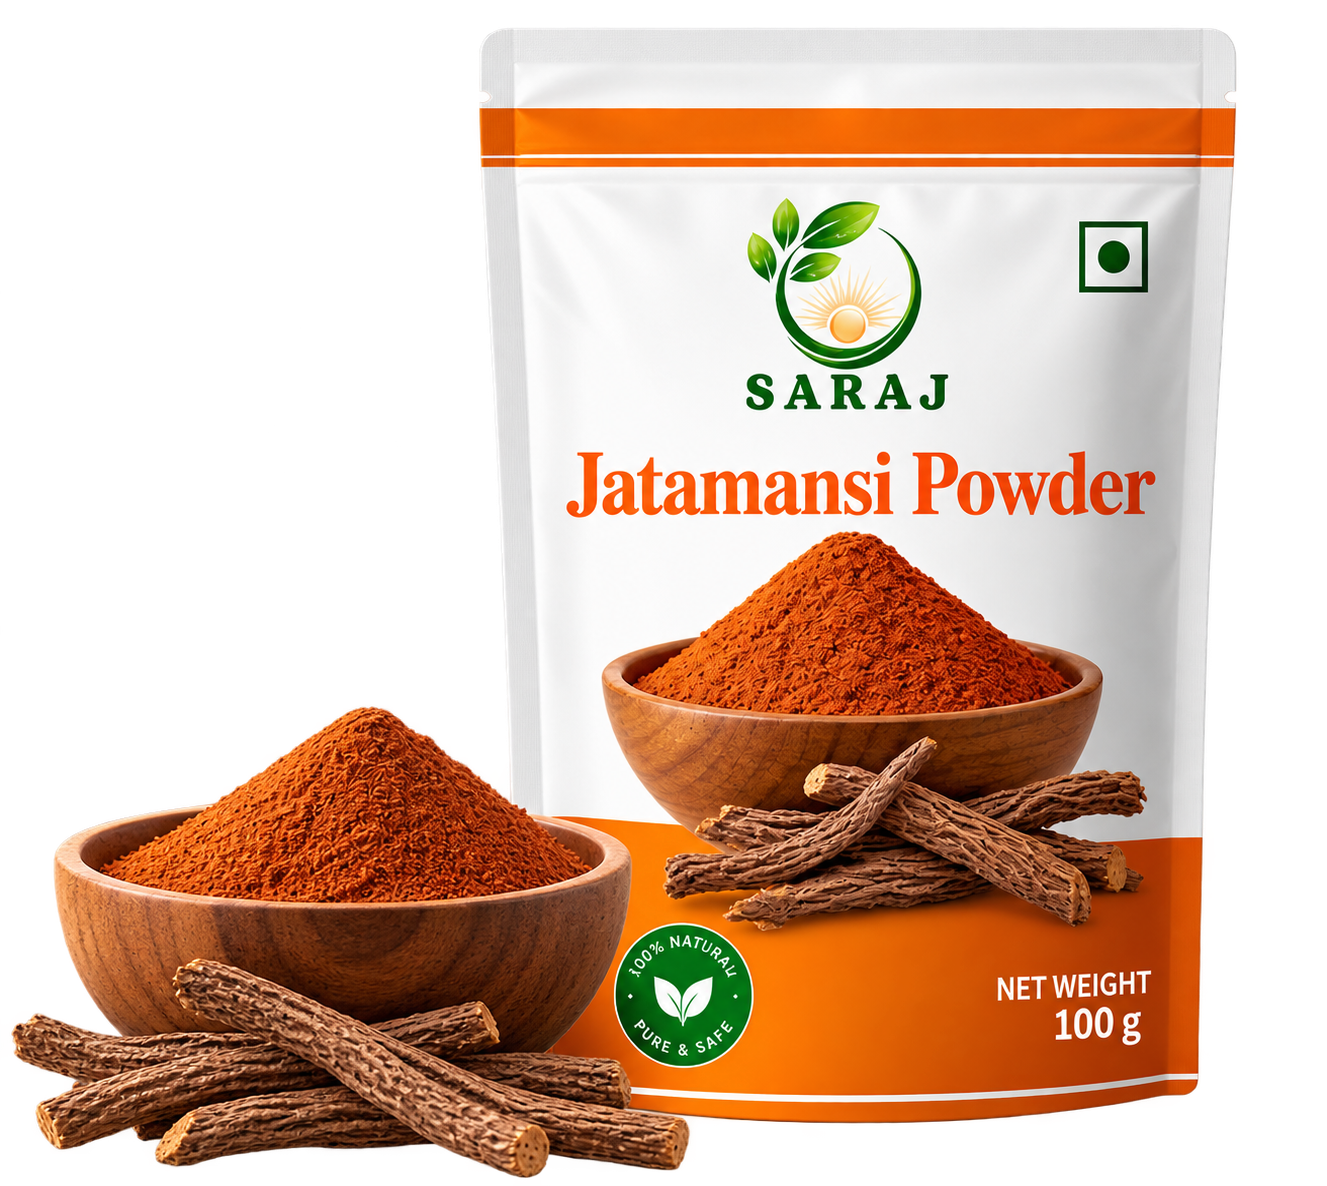 SARAJ
Jatamansi Powder
100% NATURAL
PURE & SAFE
NET WEIGHT
100 g